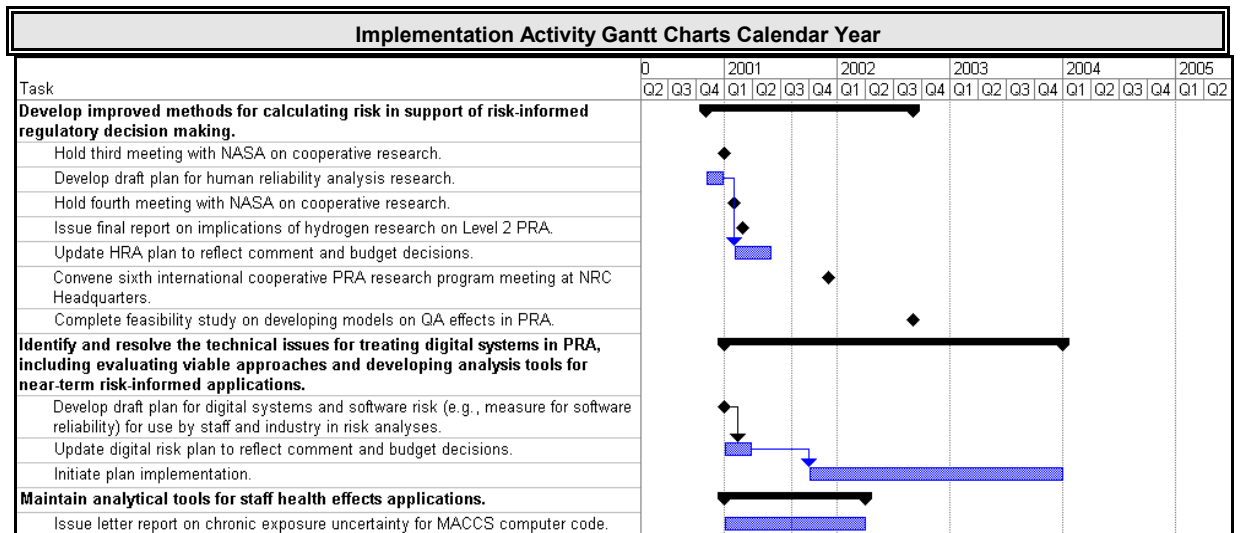 Implementation Activity Gantt Charts Calendar Year
0 2001 2002 2003 2004 2005
Task Q2 Q3 Q4 Q1 Q2 Q3 Q4 Q1 Q2 Q3 Q4 Q1 Q2 Q3 Q4 Q1 Q2 Q3 Q4 Q1 Q2
Develop improved methods for calculating risk in support of risk-informed
regulatory decision making.
Hold third meeting with NASA on cooperative research.
Develop draft plan for human reliability analysis research.
Hold fourth meeting with NASA on cooperative research.
Issue final report on implications of hydrogen research on Level 2 PRA.
Update HRA plan to reflect comment and budget decisions.
Convene sixth international cooperative PRA research program meeting at NRC
Headquarters.
Complete feasibility study on developing models on QA effects in PRA.
Identify and resolve the technical issues for treating digital systems in PRA,
including evaluating viable approaches and developing analysis tools for
near-term risk-informed applications.
Develop draft plan for digital systems and software risk (e.g., measure for software
reliability) for use by staff and industry in risk analyses.
Update digital risk plan to reflect comment and budget decisions.
Initiate plan implementation.
Maintain analytical tools for staff health effects applications.
Issue letter report on chronic exposure uncertainty for MACCS computer code.